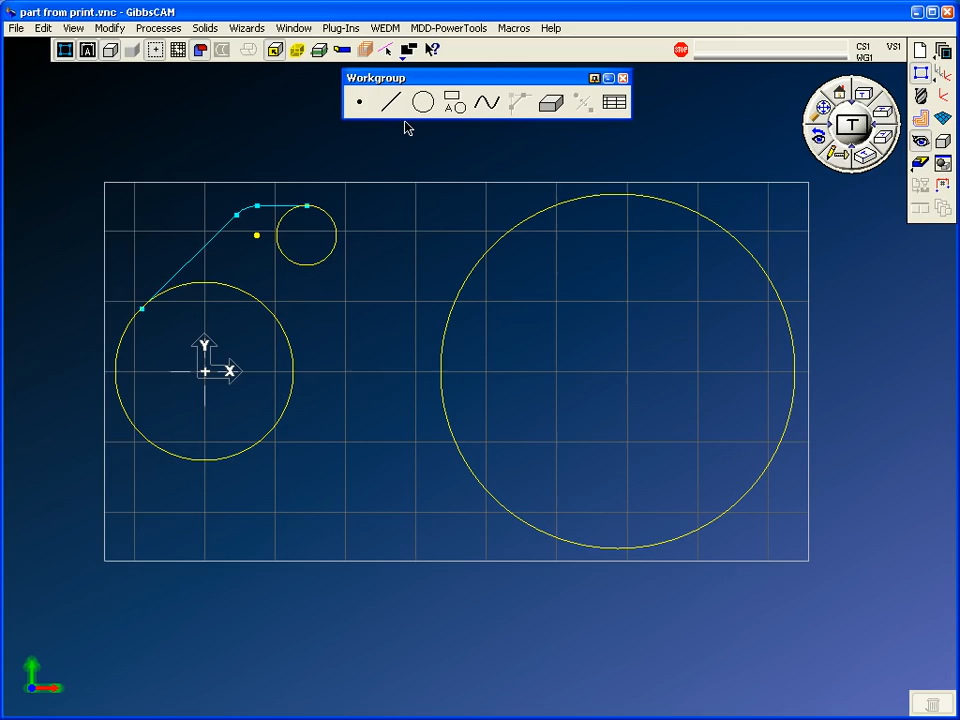 part from print.vnc - GibbsCAM
File Edit View Modify Processes Solids Wizards Window Plug-Ins WEDM MDD-PowerTools Macros Help
A
STOP
CS1 VS1
WG1
Workgroup
T
Y
X